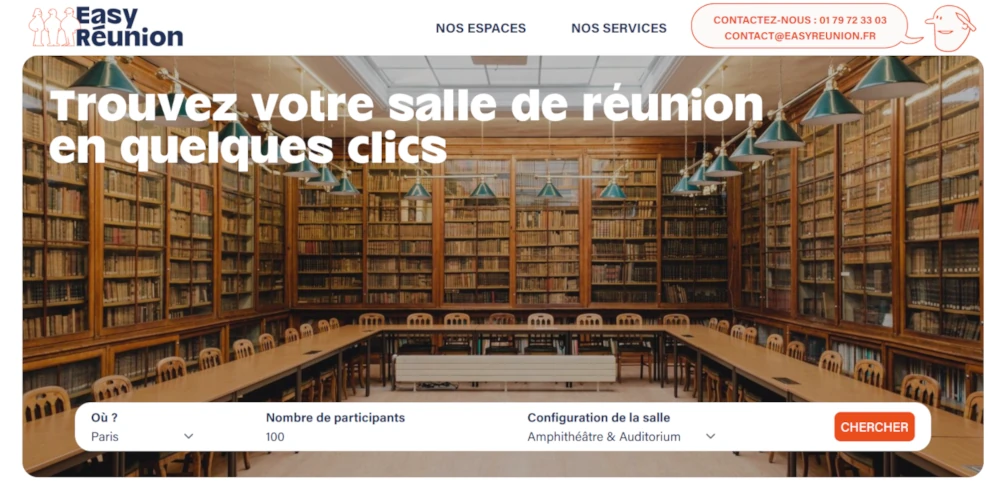 Easy
Réunion
NOS ESPACES
NOS SERVICES
CONTACTEZ-NOUS : 01 79 72 33 03
CONTACT@EASYREUNION.FR
Trouvez votre salle de réunion
en quelques clics
Où ?
Paris
Nombre de participants
100
Configuration de la salle
Amphithéâtre & Auditorium
CHERCHER